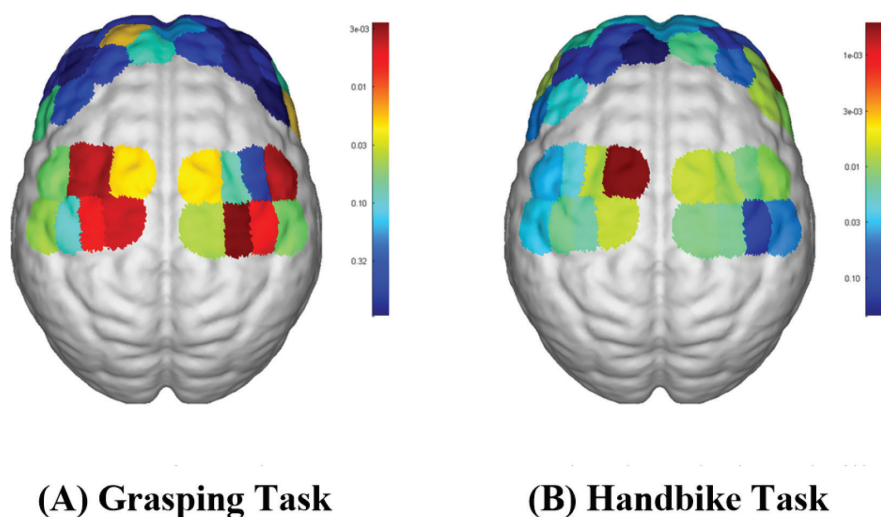 3e-03
0.01
0.03
0.10
0.32
1e-03
3e-03
0.01
0.03
0.10
(A) Grasping Task
(B) Handbike Task